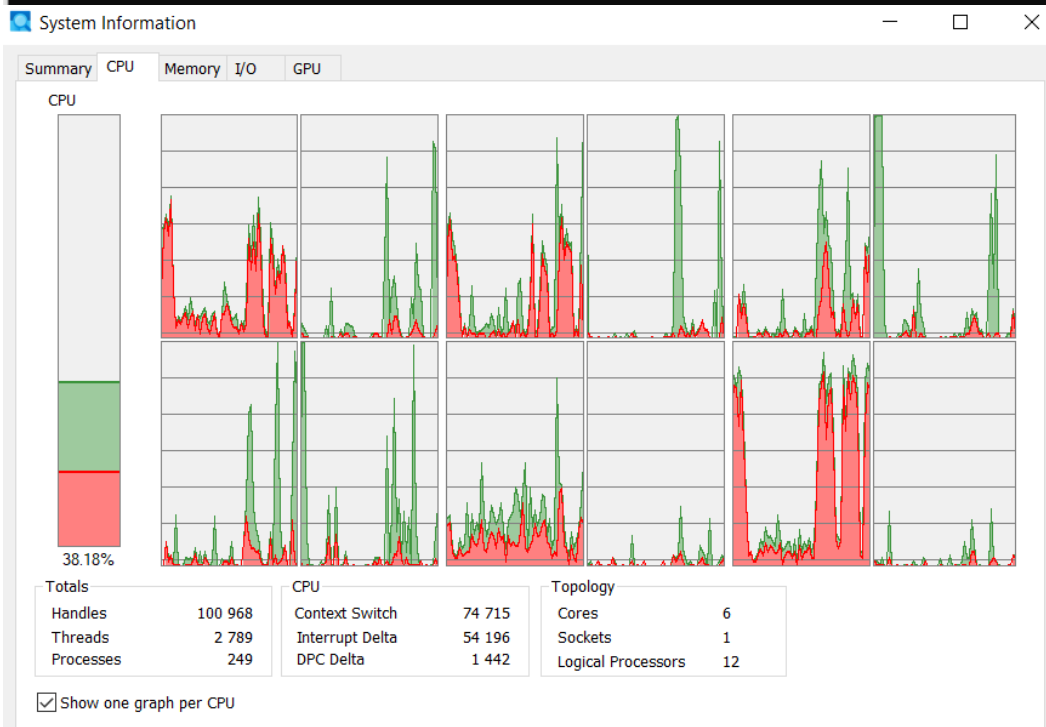 System Information
Summary CPU Memory I/O GPU
CPU
38.18%
Totals
Handles 100 968
Threads 2 789
Processes 249
CPU
Context Switch 74 715
Interrupt Delta 54 196
DPC Delta 1 442
Topology
Cores 6
Sockets 1
Logical Processors 12
Show one graph per CPU